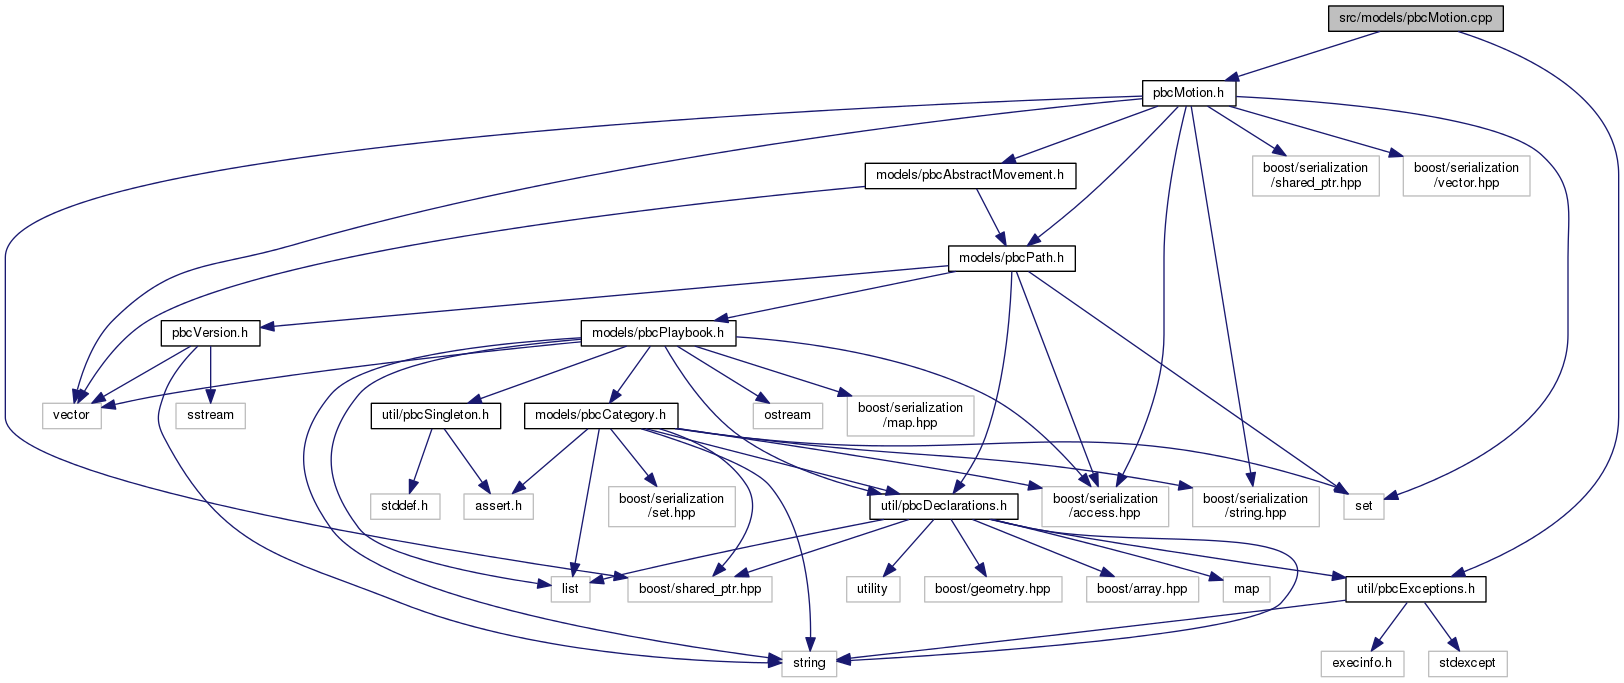 src/models/pbcMotion.cpp
pbcMotion.h
boost/serialization
/shared_ptr.hpp
boost/serialization
/vector.hpp
models/pbcAbstractMovement.h
models/pbcPath.h
pbcVersion.h
models/pbcPlaybook.h
vector
sstream
util/pbcSingleton.h
models/pbcCategory.h
ostream
boost/serialization
/map.hpp
stddef.h
assert.h
boost/serialization
/set.hpp
util/pbcDeclarations.h
boost/serialization
/access.hpp
boost/serialization
/string.hpp
set
list
boost/shared_ptr.hpp
utility
boost/geometry.hpp
boost/array.hpp
map
util/pbcExceptions.h
string
execinfo.h
stdexcept